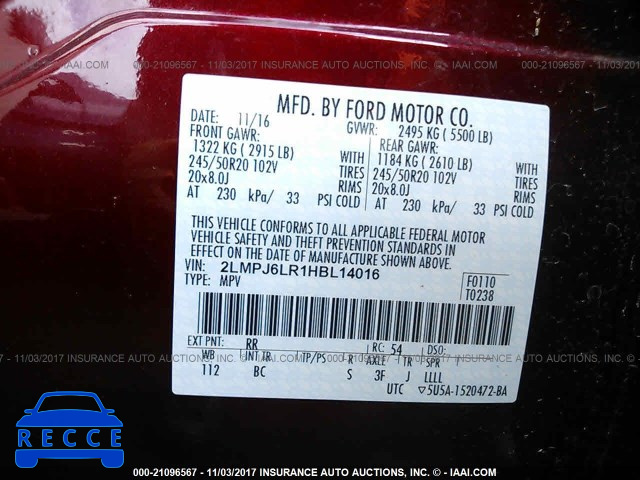 000-21096567 - 11/03/2017 INSURANCE AUTO AUCTIONS, INC. © - IAAI.COM
000-21096567 - 11/03/2017
MFD. BY FORD MOTOR CO.
DATE: 11/16 GVWR: 2495 KG ( 5500 LB)
FRONT GAWR: REAR GAWR:
1322 KG ( 2915 LB) WITH 1184 KG ( 2610 LB) WITH
245/50R20 102V TIRES 245/50R20 102V TIRES
20x8.0J RIMS 20x8.0J RIMS
AT 230 kPa/ 33 PSI COLD AT 230 kPa/ 33 PSI COLD
THIS VEHICLE CONFORMS TO ALL APPLICABLE FEDERAL MOTOR
VEHICLE SAFETY AND THEFT PREVENTION STANDARDS IN
EFFECT ON THE DATE OF MANUFACTURE SHOWN ABOVE.
VIN: 2LMPJ6LR1HBL14016 F0110
TYPE: MPV T0238
EXT PNT: RR RC: 54 DSO:
WB INT TR TP/PS R AXLE TR SPR
112 BC S 3F J LLLL
UTC ▽5U5A-1520472-BA
RECCE
000-21096567 - 11/03/2017 INSURANCE AUTO AUCTIONS, INC. © - IAAI.COM